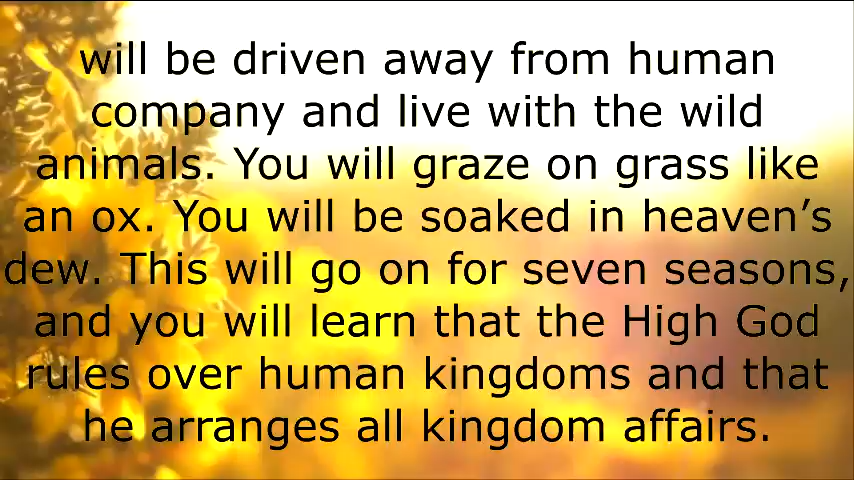 will be driven away from human
company and live with the wild
animals. You will graze on grass like
an ox. You will be soaked in heaven’s
dew. This will go on for seven seasons,
and you will learn that the High God
rules over human kingdoms and that
he arranges all kingdom affairs.